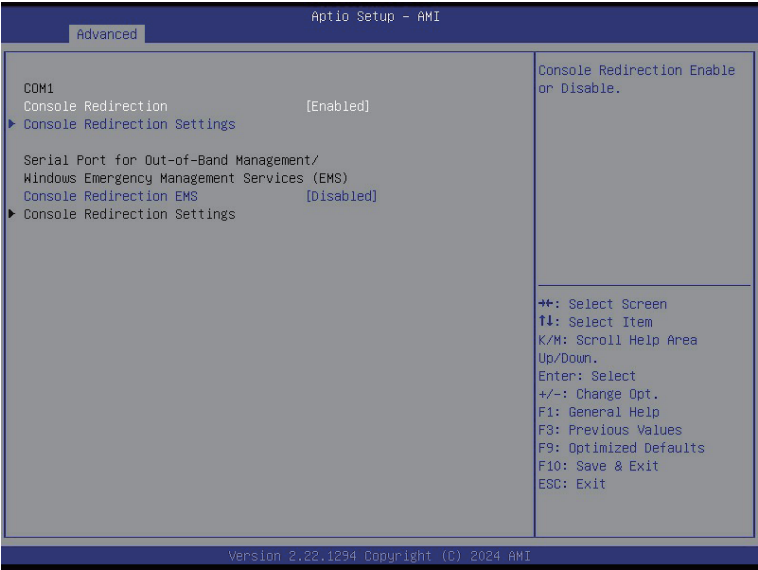 Aptio Setup – AMI
Advanced
COM1
Console Redirection [Enabled]
Console Redirection Settings
Serial Port for Out-of-Band Management/
Windows Emergency Management Services (EMS)
Console Redirection EMS [Disabled]
Console Redirection Settings
Console Redirection Enable
or Disable.
→←: Select Screen
↑↓: Select Item
K/M: Scroll Help Area
Up/Down.
Enter: Select
+/-: Change Opt.
F1: General Help
F3: Previous Values
F9: Optimized Defaults
F10: Save & Exit
ESC: Exit
Version 2.22.1294 Copyright (C) 2024 AMI